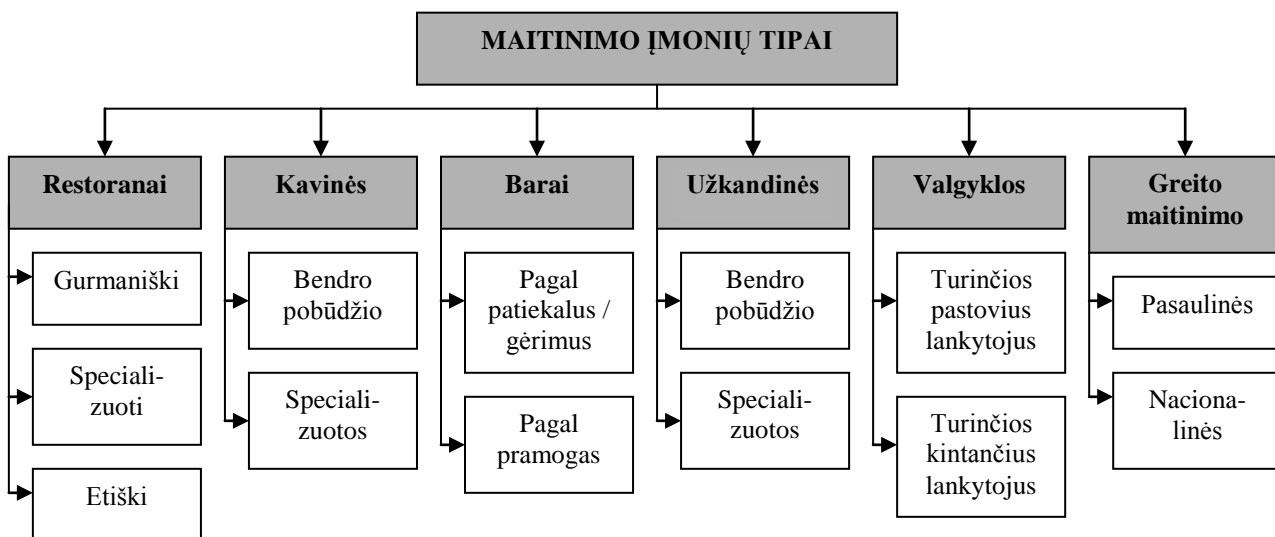 MAITINIMO ĮMONIŲ TIPAI
Restoranai
Gurmaniški
Speciali-
zuoti
Etiški
Kavinės
Bendro
pobūdžio
Speciali-
zuotos
Barai
Pagal
patiekalus /
gėrimus
Pagal
pramogas
Užkandinės
Bendro
pobūdžio
Speciali-
zuotos
Valgyklos
Turinčios
pastovius
lankytojus
Turinčios
kintančius
lankytojus
Greito
maitinimo
Pasaulinės
Naciona-
linės